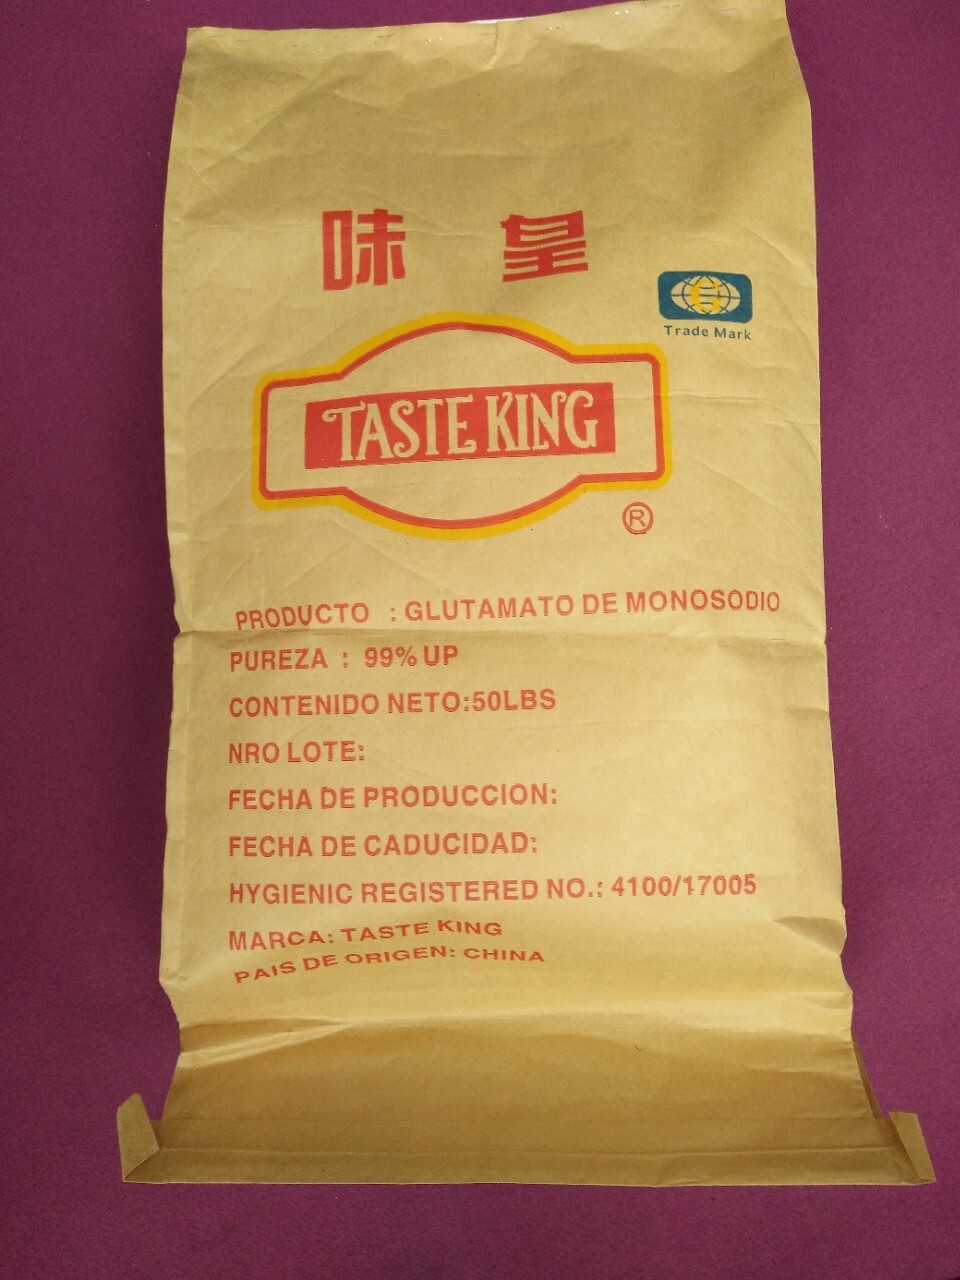 味 皇
Trade Mark
TASTE KING
®
PRODUCTO : GLUTAMATO DE MONOSODIO
PUREZA : 99% UP
CONTENIDO NETO:50LBS
NRO LOTE:
FECHA DE PRODUCCION:
FECHA DE CADUCIDAD:
HYGIENIC REGISTERED NO.: 4100/17005
MARCA: TASTE KING
PAIS DE ORIGEN: CHINA